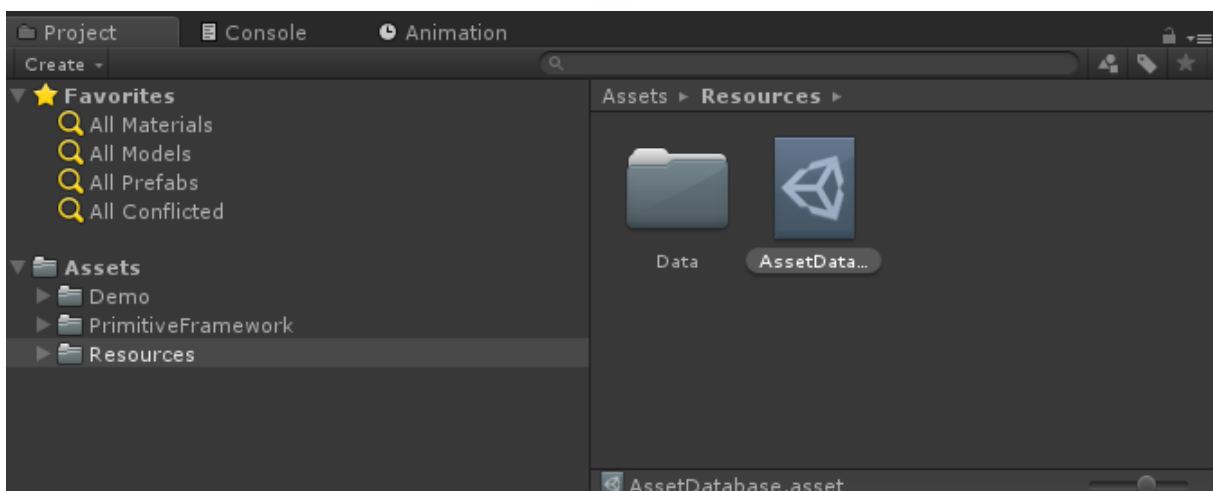 Project Console Animation
Create
Favorites
All Materials
All Models
All Prefabs
All Conflicted
Assets
Demo
PrimitiveFramework
Resources
Assets Resources
Data AssetData...
AssetDatabase.asset